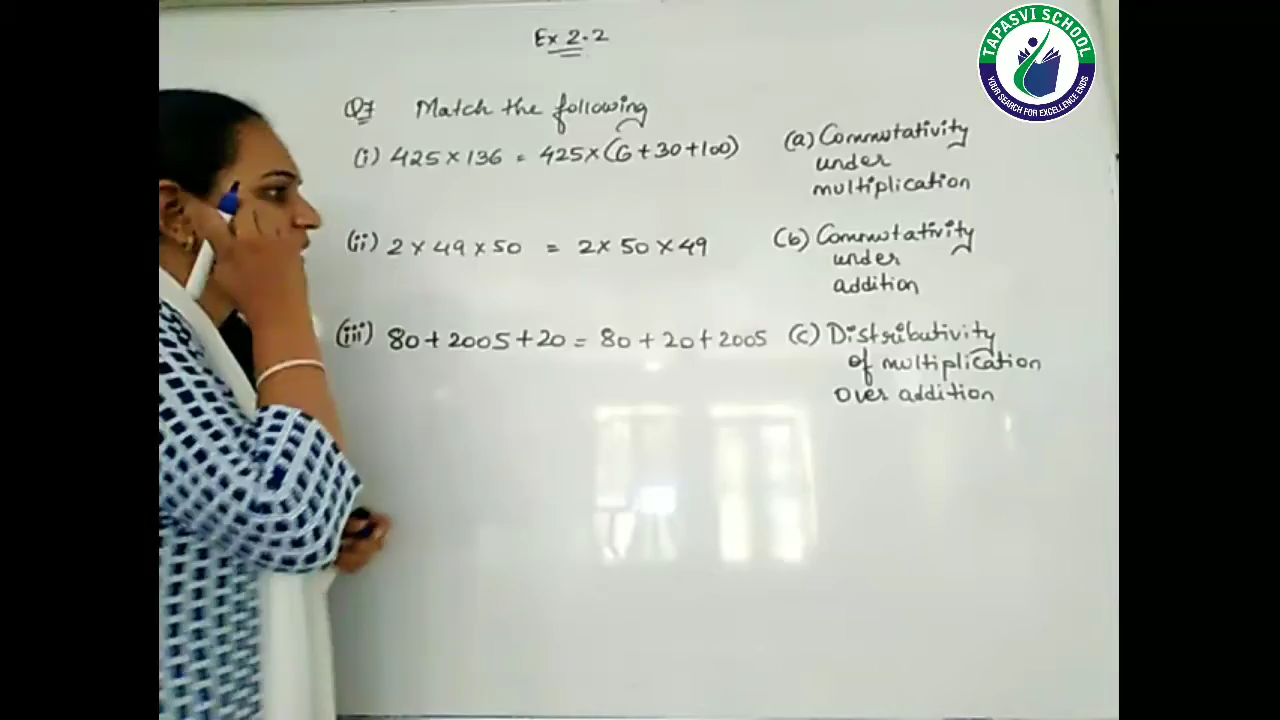 Ex 2.2
Q7 Match the following
(i) 425 × 136 = 425 × (6 + 30 + 100)
(a) Commutativity
under
multiplication
(ii) 2 × 49 × 50 = 2 × 50 × 49
(b) Commutativity
under
addition
(iii) 80 + 2005 + 20 = 80 + 20 + 2005
(c) Distributivity
of multiplication
over addition
TAPASVI SCHOOL
YOUR SEARCH FOR EXCELLENCE ENDS